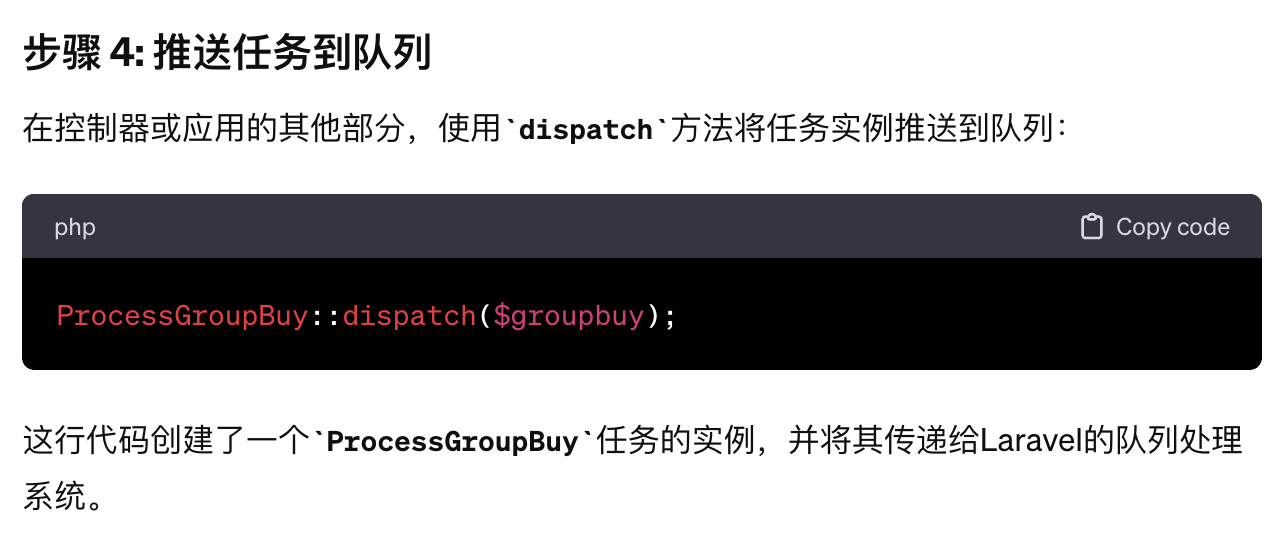 步骤 4: 推送任务到队列
在控制器或应用的其他部分，使用`dispatch`方法将任务实例推送到队列：
php
Copy code
ProcessGroupBuy::dispatch($groupbuy);
这行代码创建了一个`ProcessGroupBuy`任务的实例，并将其传递给Laravel的队列处理
系统。